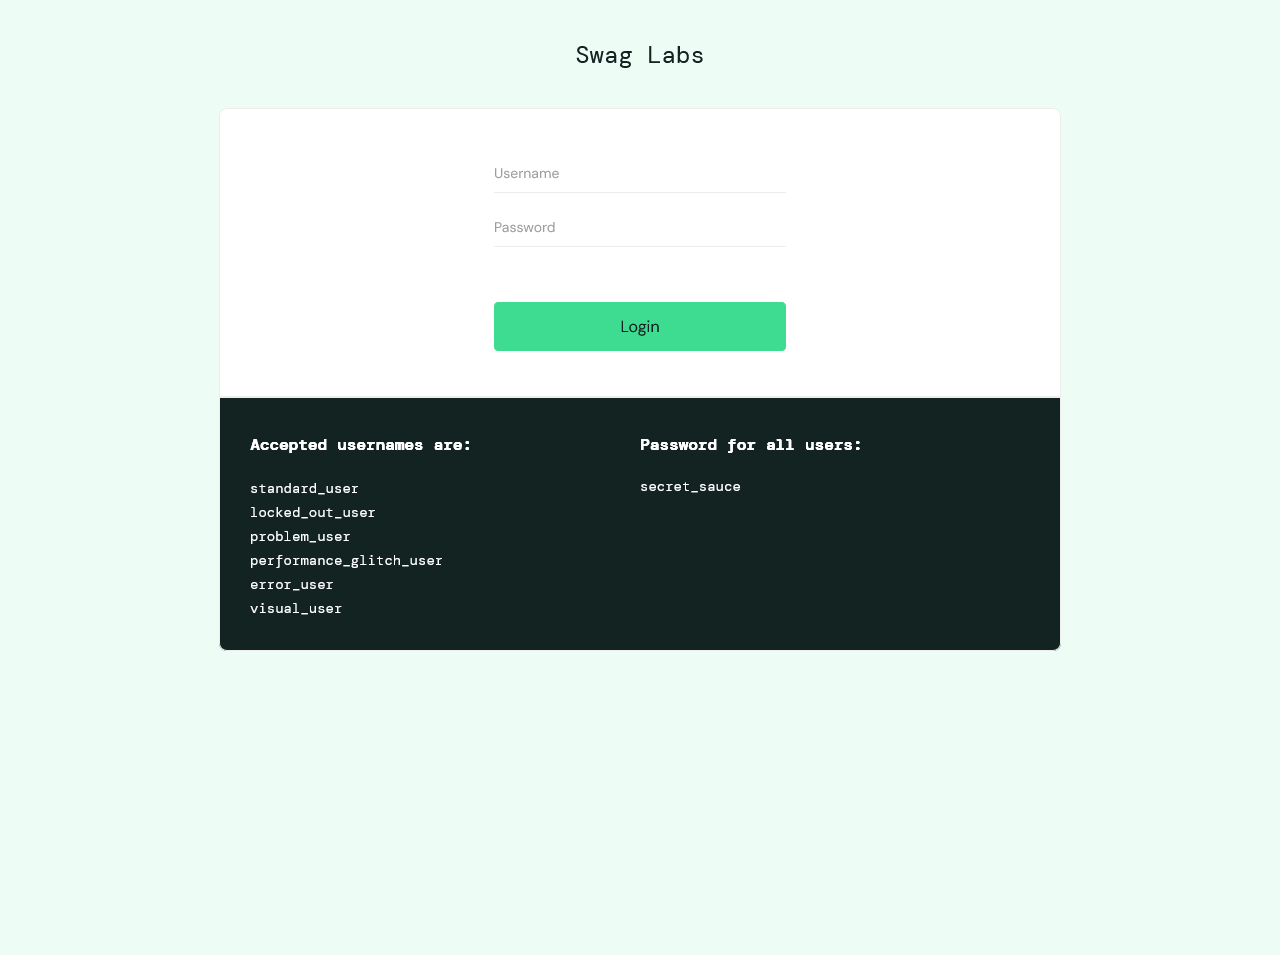 Swag Labs
Username
Password
Login
Accepted usernames are:
standard_user
locked_out_user
problem_user
performance_glitch_user
error_user
visual_user
Password for all users:
secret_sauce